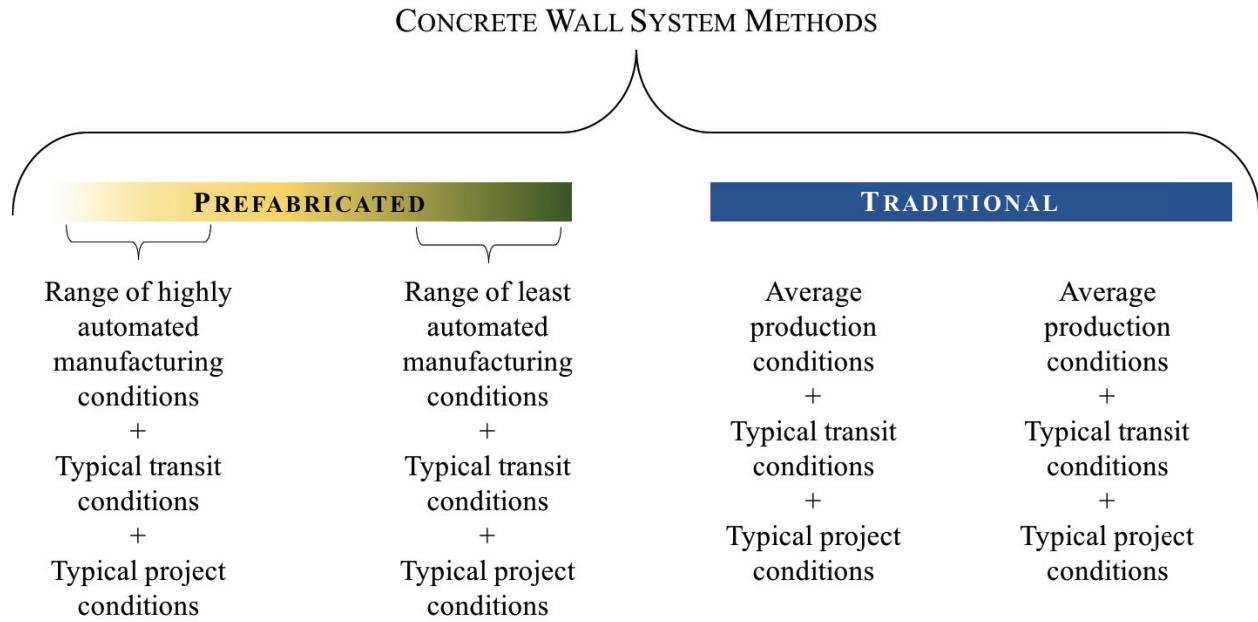 CONCRETE WALL SYSTEM METHODS
PREFABRICATED
Range of highly
automated
manufacturing
conditions
+
Typical transit
conditions
+
Typical project
conditions
Range of least
automated
manufacturing
conditions
+
Typical transit
conditions
+
Typical project
conditions
TRADITIONAL
Average
production
conditions
+
Typical transit
conditions
+
Typical project
conditions
Average
production
conditions
+
Typical transit
conditions
+
Typical project
conditions